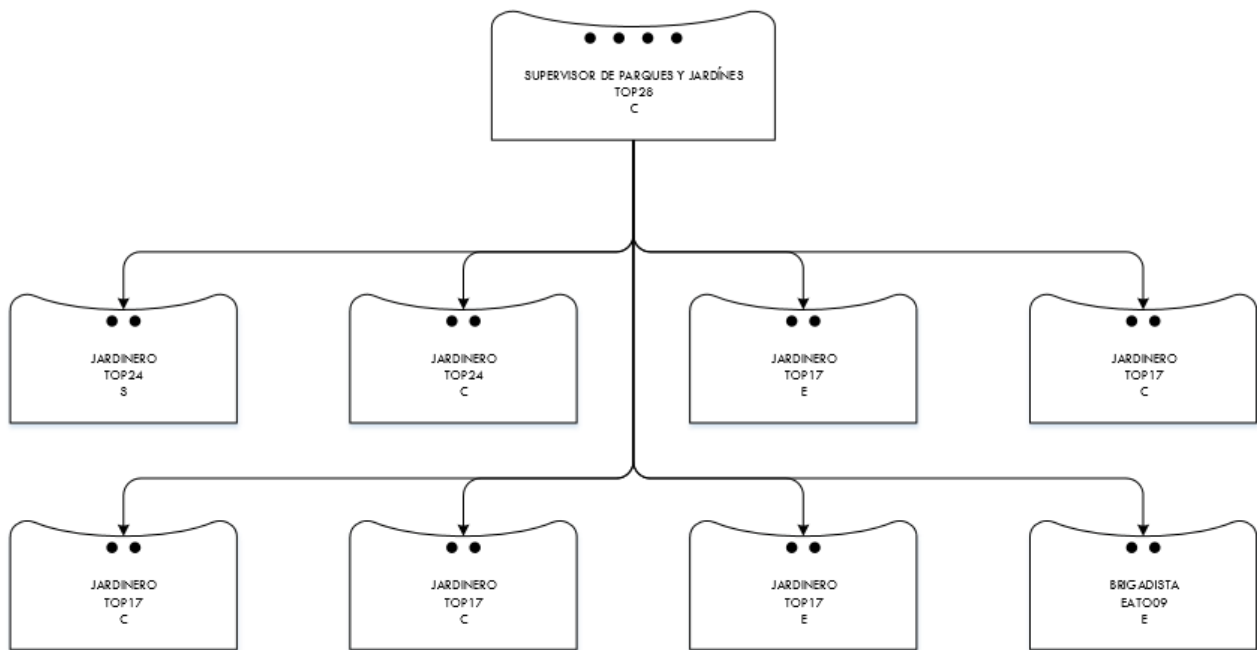 SUPERVISOR DE PARQUES Y JARDÍNES
TOP28
C
JARDINERO
TOP24
S
JARDINERO
TOP24
C
JARDINERO
TOP17
E
JARDINERO
TOP17
C
JARDINERO
TOP17
C
JARDINERO
TOP17
C
JARDINERO
TOP17
E
BRIGADISTA
EATO09
E